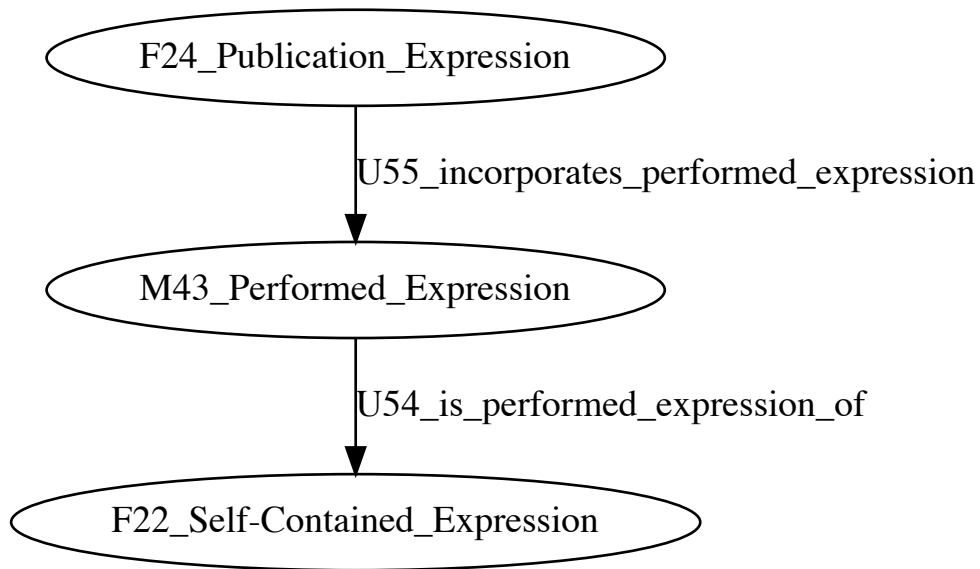 F24_Publication_Expression
U55_incorporates_performed_expression
M43_Performed_Expression
U54_is_performed_expression_of
F22_Self-Contained_Expression